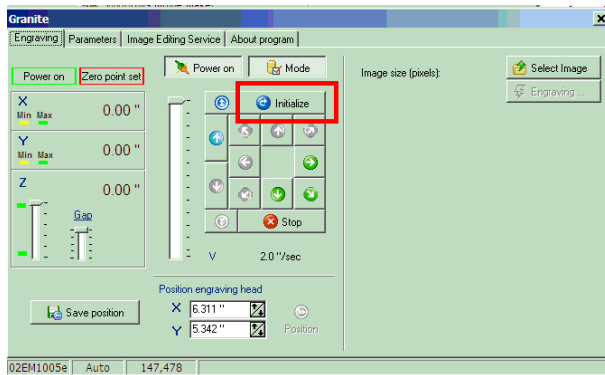 Granite
Engraving Parameters Image Editing Service About program
Power on Zero point set
Power on Mode
Image size (pixels):
Select Image
Engraving ...
X 0.00 "
Min Max
Y 0.00 "
Min Max
Z 0.00 "
Gap
Initialize
Stop
V 2.0 "/sec
Save position
Position engraving head
X 6.311 "
Y 5.342 "
Position
02EM1005e Auto 147,478